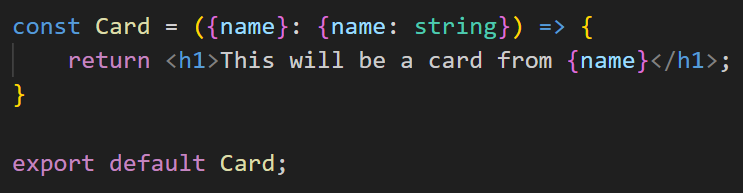 const Card = ({name}: {name: string}) => {
    return <h1>This will be a card from {name}</h1>;
}

export default Card;